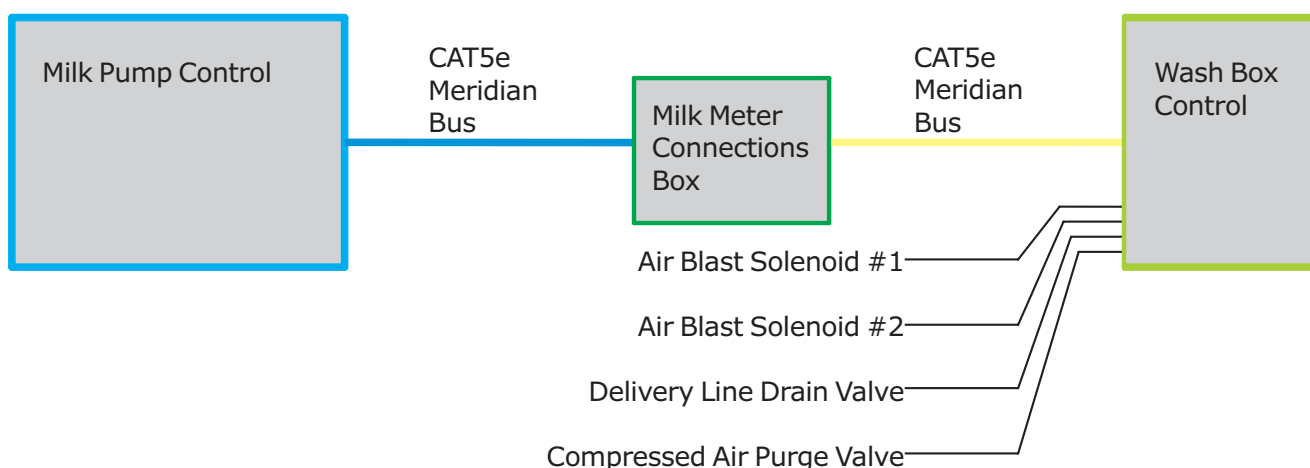 Milk Pump Control
CAT5e
Meridian
Bus
Milk Meter
Connections
Box
CAT5e
Meridian
Bus
Wash Box
Control
Air Blast Solenoid #1
Air Blast Solenoid #2
Delivery Line Drain Valve
Compressed Air Purge Valve